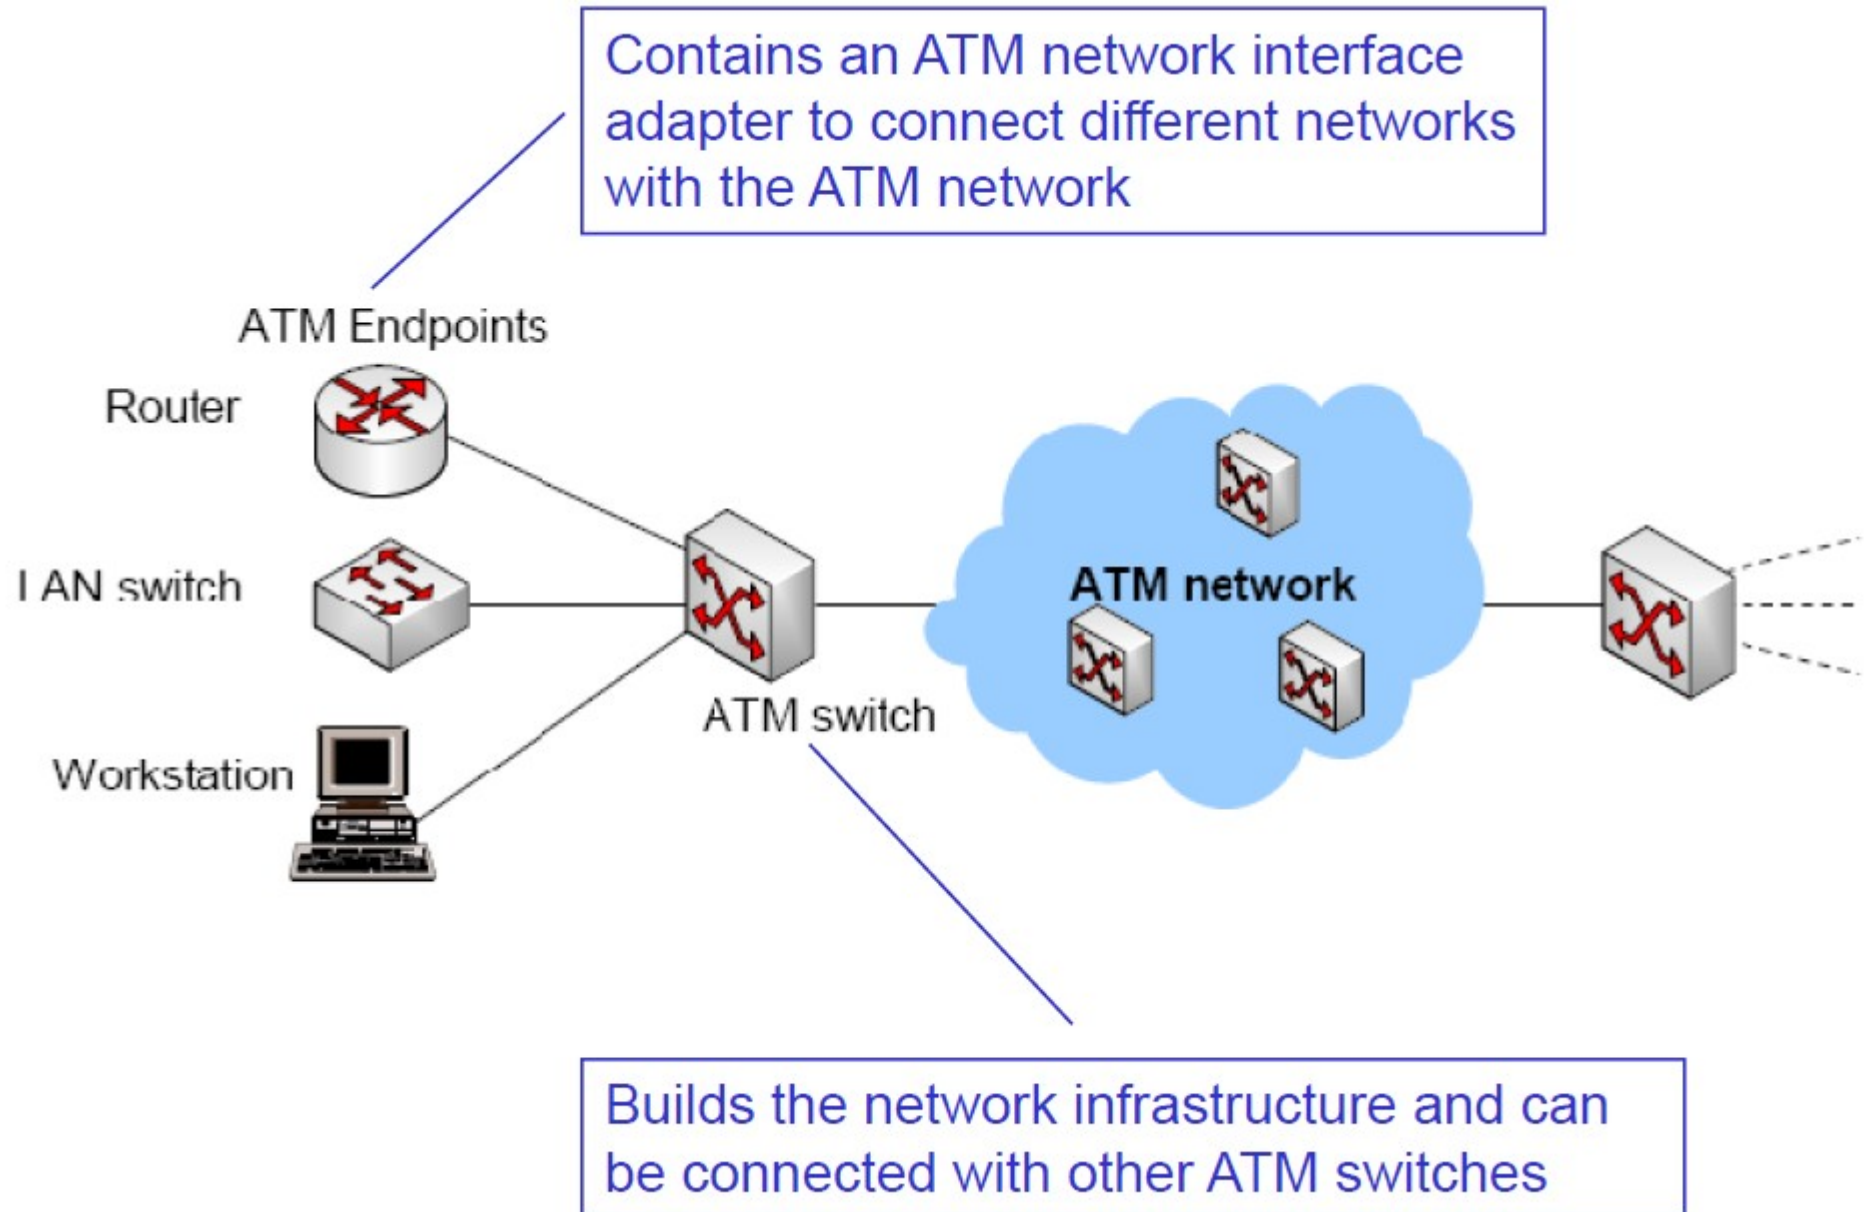 Contains an ATM network interface
adapter to connect different networks
with the ATM network
ATM Endpoints
Router
LAN switch
Workstation
ATM switch
ATM network
Builds the network infrastructure and can
be connected with other ATM switches